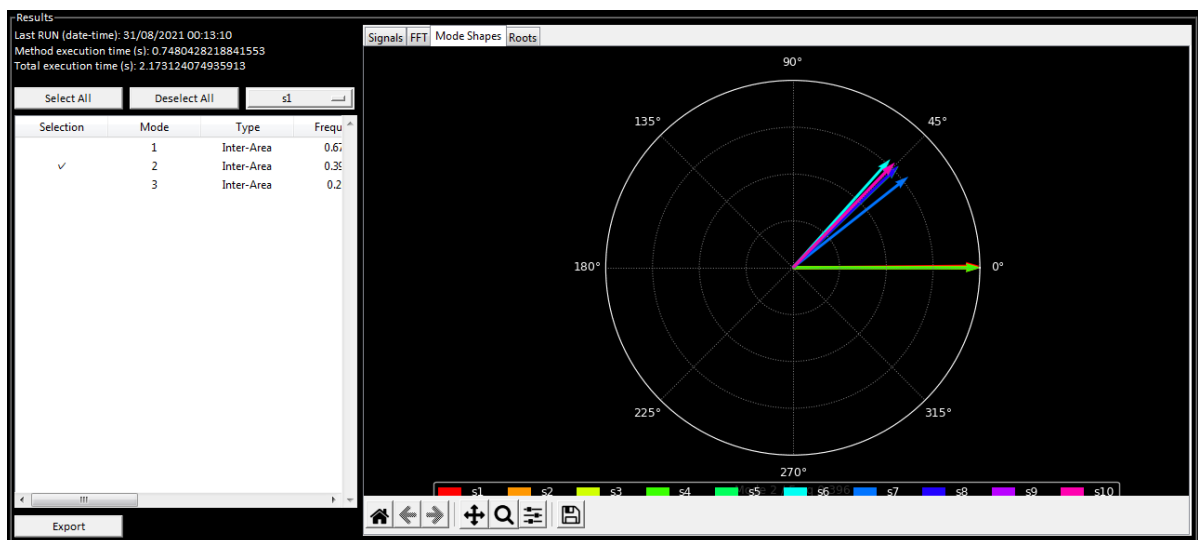 Results
Last RUN (date-time): 31/08/2021 00:13:10
Method execution time (s): 0.7480428218841553
Total execution time (s): 2.173124074935913
Select All Deselect All s1
Selection Mode Type Frequ
1 Inter-Area 0.67
✓ 2 Inter-Area 0.39
3 Inter-Area 0.2
Export
Signals FFT Mode Shapes Roots
90°
135° 45°
180° 0°
225° 315°
270°
s1 s2 s3 s4 s5 s6 s7 s8 s9 s10